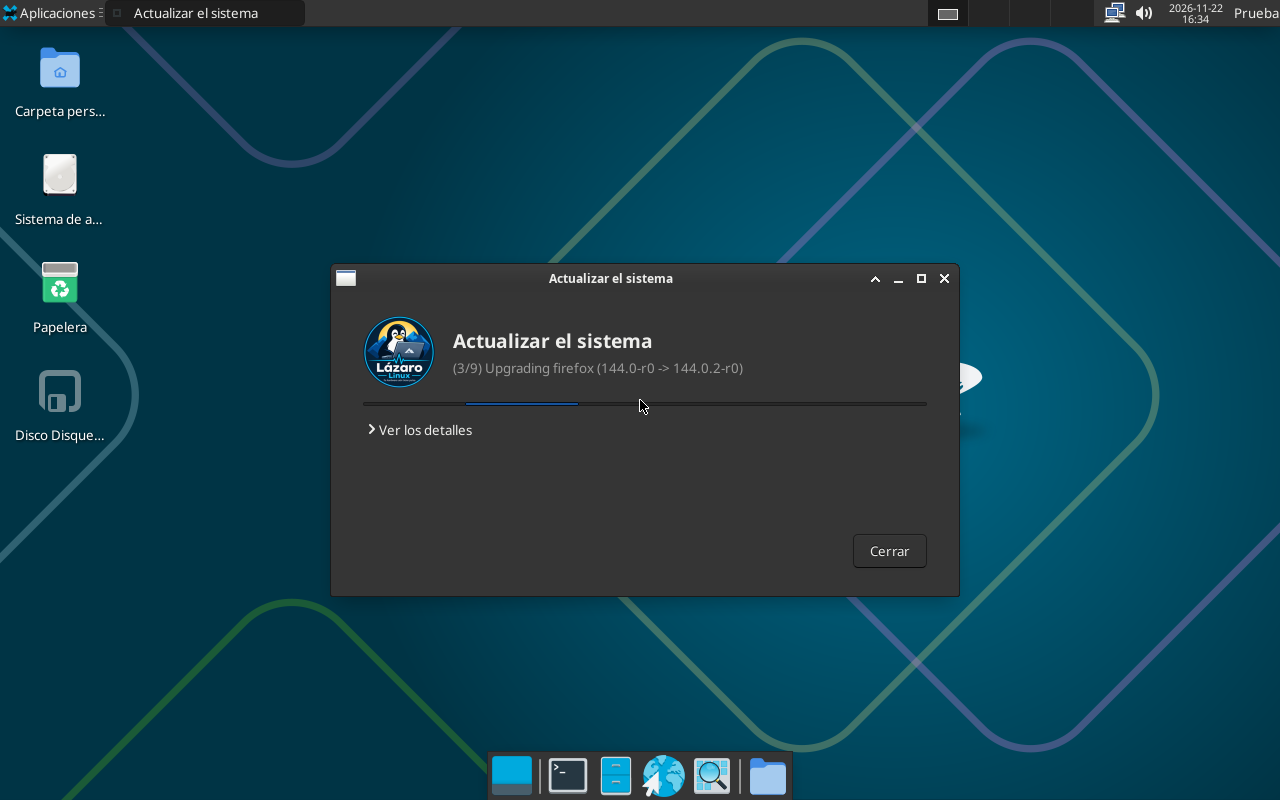 Aplicaciones
Actualizar el sistema
2026-11-22
16:34
Prueba
Carpeta pers...
Sistema de a...
Papelera
Disco Disque...
Actualizar el sistema
Lázaro
Linux
Actualizar el sistema
(3/9) Upgrading firefox (144.0-r0 -> 144.0.2-r0)
Ver los detalles
Cerrar